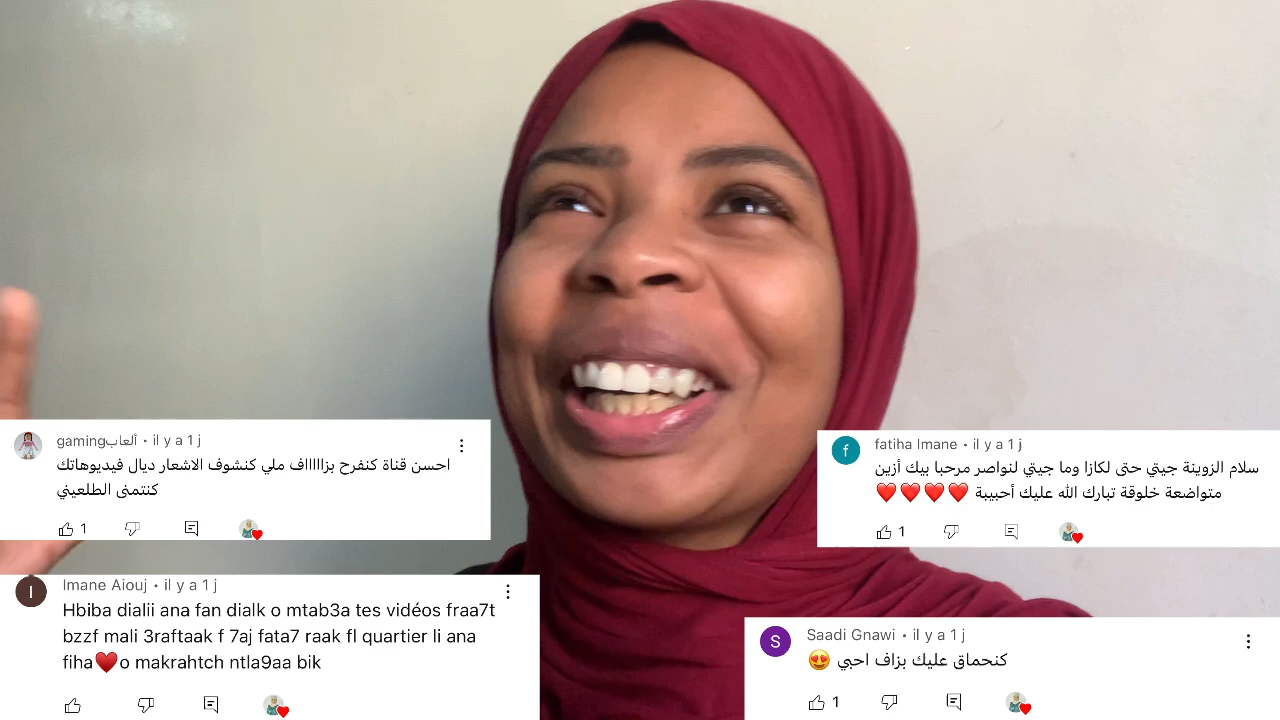 gamingألعاب • il y a 1 j
احسن قناة كنفرح بزاااااف ملي كنشوف الاشعار ديال فيديوهاتك
كنتمنى الطلعيني
1
fatiha Imane • il y a 1 j
سلام الزوينة جيتي حتى لكازا وما جيتي لنواصر مرحبا بيك أزين
متواضعة خلوقة تبارك الله عليك أحبيبة ❤️❤️❤️❤️
1
I
Imane Aiouj • il y a 1 j
Hbiba dialii ana fan dialk o mtab3a tes vidéos fraa7t
bzzf mali 3raftaak f 7aj fata7 raak fl quartier li ana
fiha❤️o makrahtch ntla9aa bik
S
Saadi Gnawi • il y a 1 j
كنحماق عليك بزاف احبي 😍
1